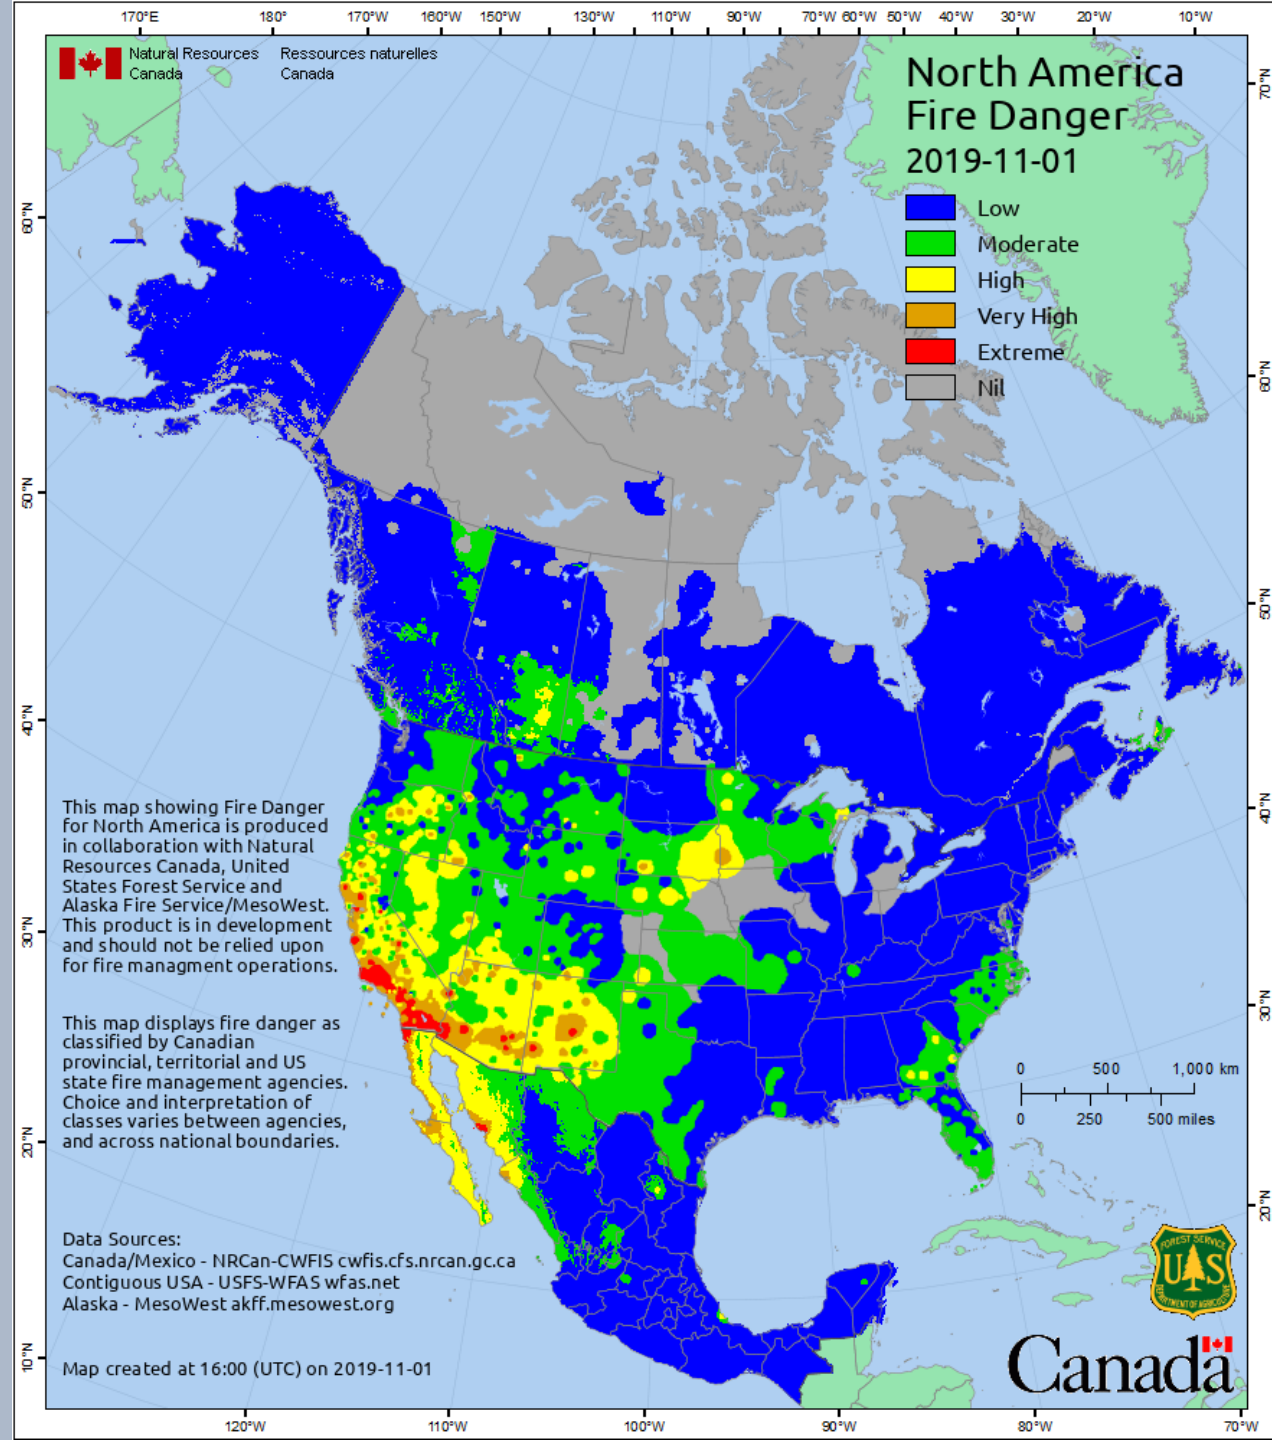 170°E 180° 170°W 160°W 150°W 130°W 110°W 90°W 70°W 60°W 50°W 40°W 30°W 20°W 10°W
Natural Resources Canada
Ressources naturelles Canada
North America
Fire Danger
2019-11-01
Low
Moderate
High
Very High
Extreme
Nil
60°N
50°N
40°N
30°N
20°N
10°N
70°N
60°N
50°N
40°N
30°N
20°N
This map showing Fire Danger
for North America is produced
in collaboration with Natural
Resources Canada, United
States Forest Service and
Alaska Fire Service/MesoWest.
This product is in development
and should not be relied upon
for fire managment operations.
This map displays fire danger as
classified by Canadian
provincial, territorial and US
state fire management agencies.
Choice and interpretation of
classes varies between agencies,
and across national boundaries.
0 500 1,000 km
0 250 500 miles
Data Sources:
Canada/Mexico - NRCan-CWFIS cwfis.cfs.nrcan.gc.ca
Contiguous USA - USFS-WFAS wfas.net
Alaska - MesoWest akff.mesowest.org
Map created at 16:00 (UTC) on 2019-11-01
FOREST SERVICE
U S
DEPARTMENT OF AGRICULTURE
Canada
120°W 110°W 100°W 90°W 80°W 70°W